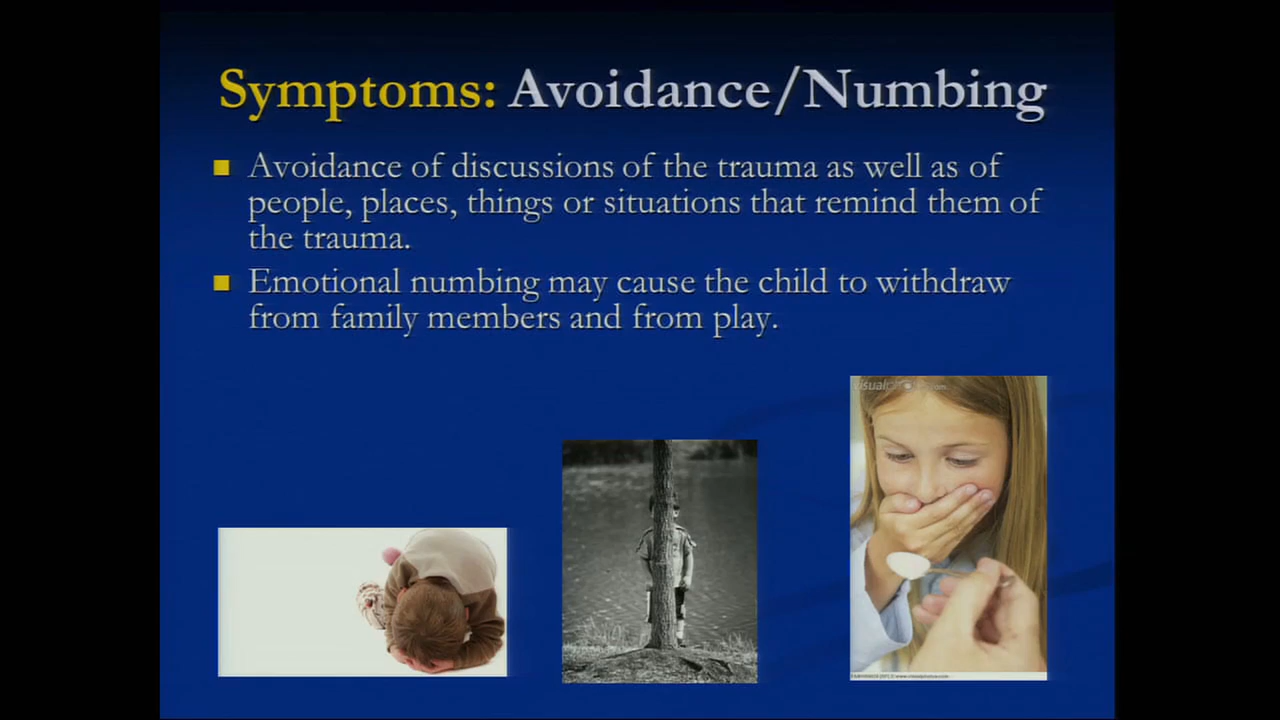 Symptoms: Avoidance/Numbing
Avoidance of discussions of the trauma as well as of
people, places, things or situations that remind them of
the trauma.
Emotional numbing may cause the child to withdraw
from family members and from play.